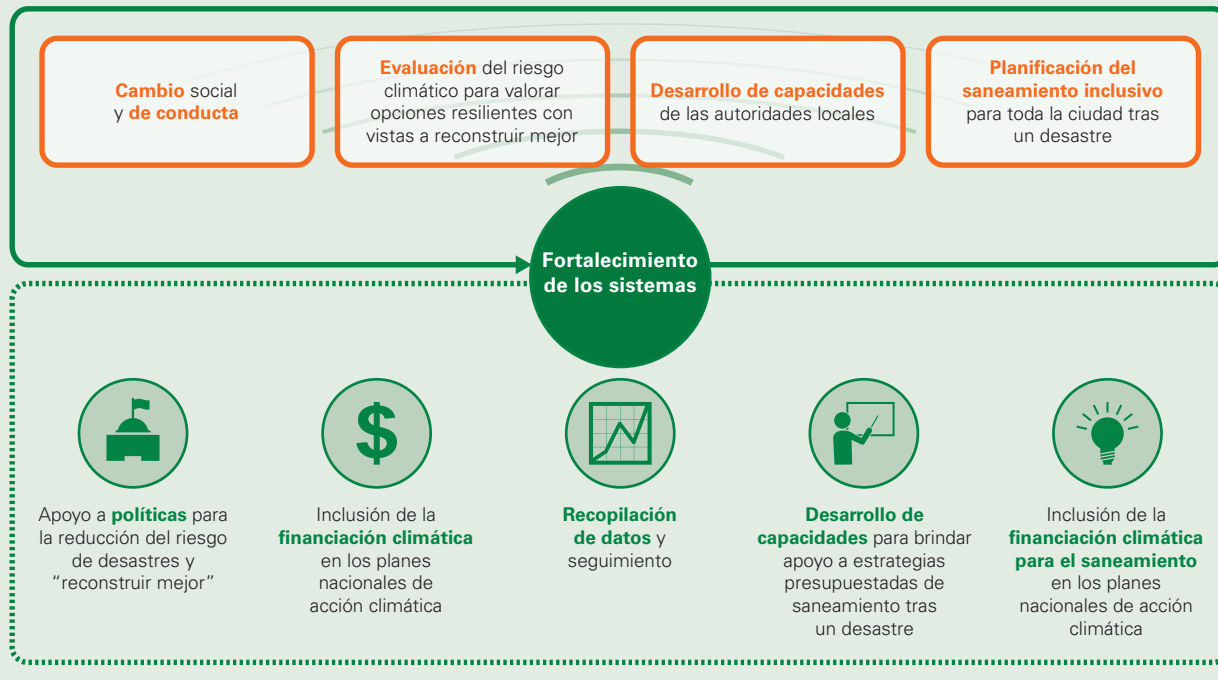 Cambio social
y de conducta
Evaluación del riesgo
climático para valorar
opciones resilientes con
vistas a reconstruir mejor
Desarrollo de capacidades
de las autoridades locales
Planificación del
saneamiento inclusivo
para toda la ciudad tras
un desastre
Fortalecimiento
de los sistemas
$
Apoyo a políticas para
la reducción del riesgo
de desastres y
“reconstruir mejor”
Inclusión de la
financiación climática
en los planes
nacionales de
acción climática
Recopilación
de datos y
seguimiento
Desarrollo de
capacidades para brindar
apoyo a estrategias
presupuestadas de
saneamiento tras
un desastre
Inclusión de la
financiación climática
para el saneamiento
en los planes
nacionales de acción
climática